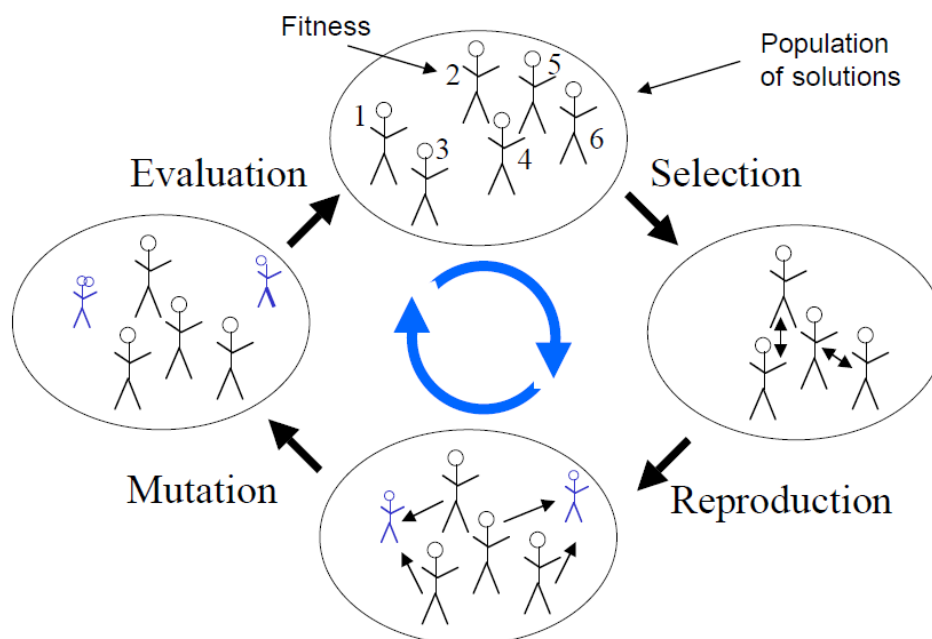 Fitness
Population
of solutions
2
5
1
3
4
6
Evaluation
Selection
Mutation
Reproduction